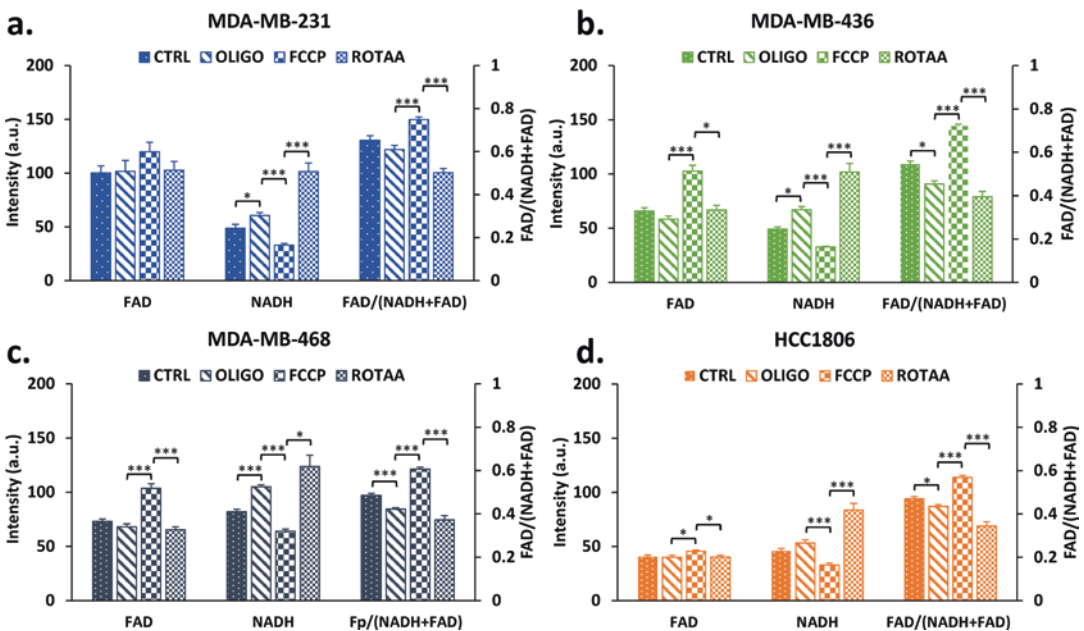 a.
MDA-MB-231
CTRL OLIGO FCCP ROTAA
Intensity (a.u.)
200
150
100
50
0
* *** ***
*** ***
FAD NADH FAD/(NADH+FAD)
1
0.8
0.6
0.4
0.2
0
FAD/(NADH+FAD)
b.
MDA-MB-436
CTRL OLIGO FCCP ROTAA
Intensity (a.u.)
200
150
100
50
0
*** *
* *** ***
* *** ***
FAD NADH FAD/(NADH+FAD)
1
0.8
0.6
0.4
0.2
0
FAD/(NADH+FAD)
c.
MDA-MB-468
CTRL OLIGO FCCP ROTAA
Intensity (a.u.)
200
150
100
50
0
*** ***
*** *** *
*** *** ***
FAD NADH Fp/(NADH+FAD)
1
0.8
0.6
0.4
0.2
0
FAD/(NADH+FAD)
d.
HCC1806
CTRL OLIGO FCCP ROTAA
Intensity (a.u.)
200
150
100
50
0
* *
*** ***
* *** ***
FAD NADH FAD/(NADH+FAD)
1
0.8
0.6
0.4
0.2
0
FAD/(NADH+FAD)